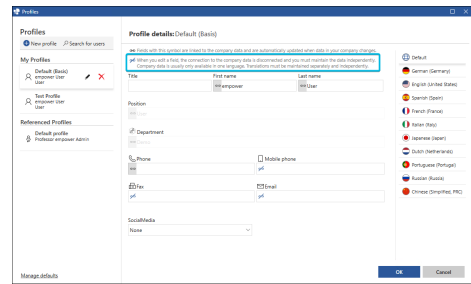 Profiles
Profiles
New profile
Search for users
My Profiles
Default (Basis)
empower User
User
Test Profile
empower User
User
Referenced Profiles
Default profile
Professor empower Admin
Manage defaults
Profile details: Default (Basis)
Fields with this symbol are linked to the company data and are automatically updated when data in your company changes.
When you edit a field, the connection to the company data is disconnected and you must maintain the data independently.
Company data is usually only available in one language. Translations must be maintained separately and independently.
Title
First name
Last name
empower
User
Position
User
Department
Phone
Mobile phone
Fax
Email
SocialMedia
None
Default
German (Germany)
English (United States)
Spanish (Spain)
French (France)
Italian (Italy)
Japanese (Japan)
Dutch (Netherlands)
Portuguese (Portugal)
Russian (Russia)
Chinese (Simplified, PRC)
OK
Cancel